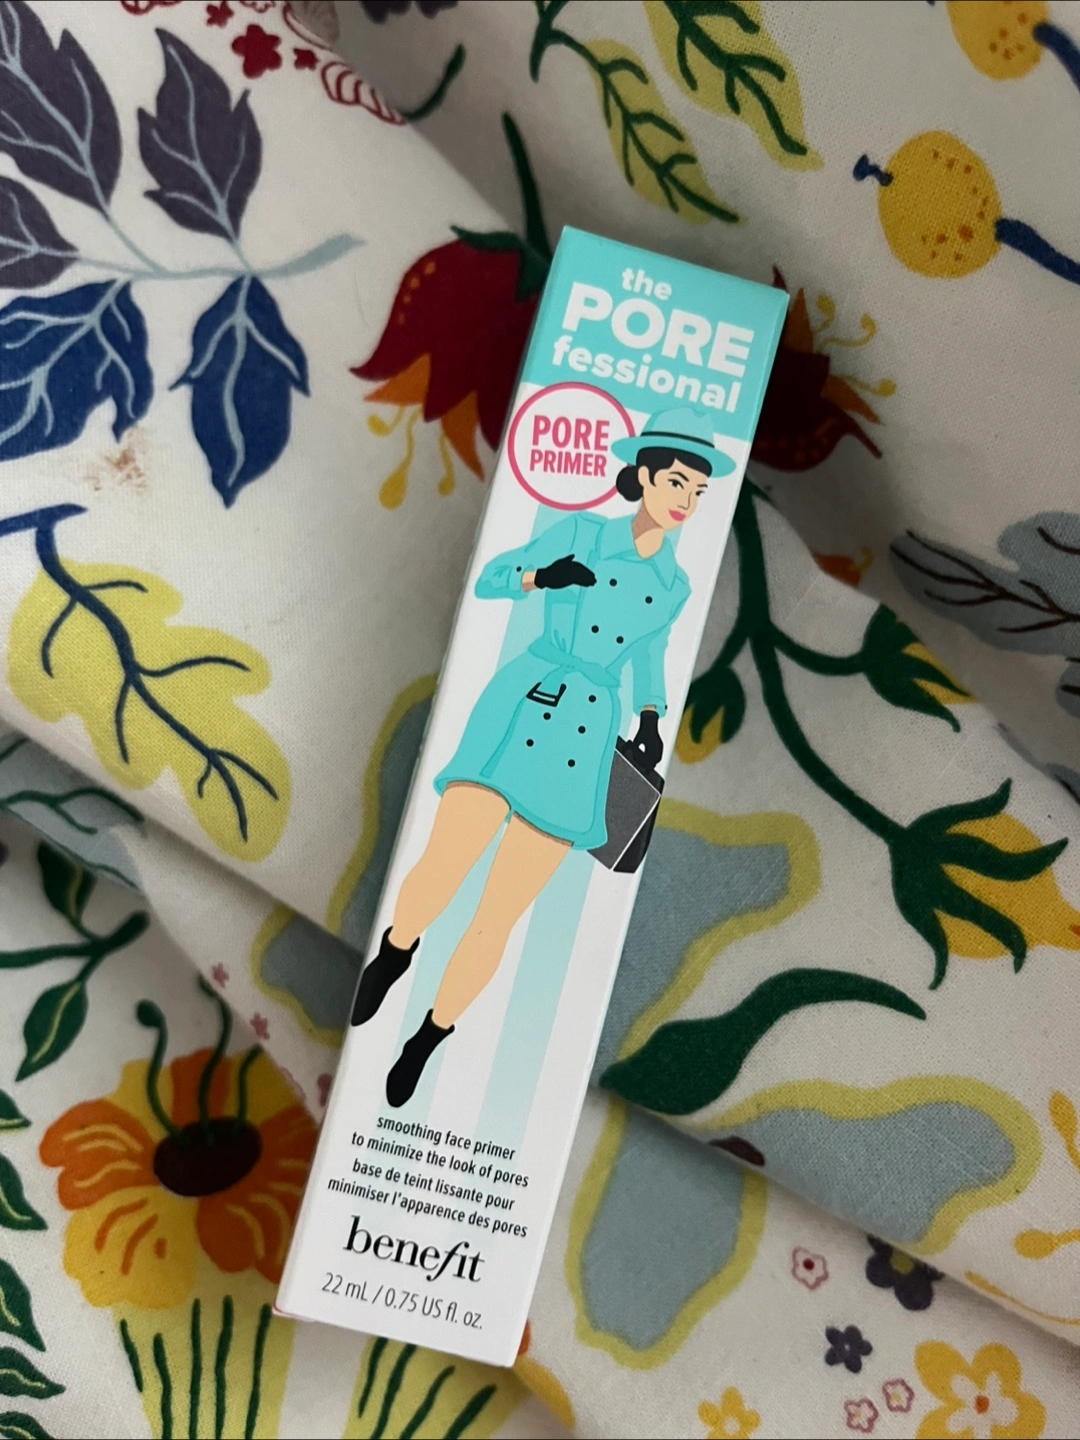 the
PORE
fessional
PORE
PRIMER
smoothing face primer
to minimize the look of pores
base de teint lissante pour
minimiser l'apparence des pores
benefit
22 mL / 0.75 US fl. oz.